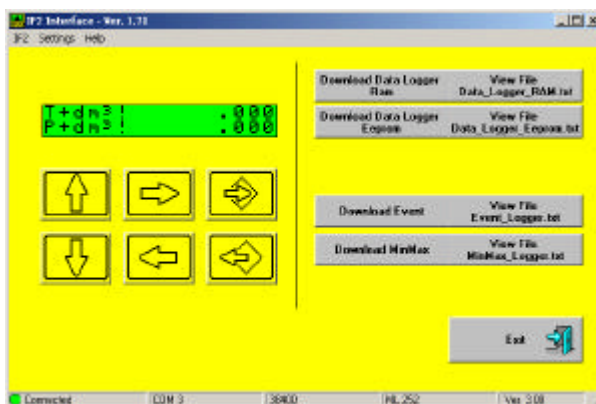 IF2 Interface - Ver. 1.71
IF2 Settings Help
T+dm³! .000
P+dm³! .000
Download Data Logger
Ram
View File
Data_Logger_RAM.txt
Download Data Logger
Eeprom
View File
Data_Logger_Eeprom.txt
Download Event
View File
Event_Logger.txt
Download MinMax
View File
MinMax_Logger.txt
Exit
Connected COM 3 38400 ML 252 Ver. 3.08